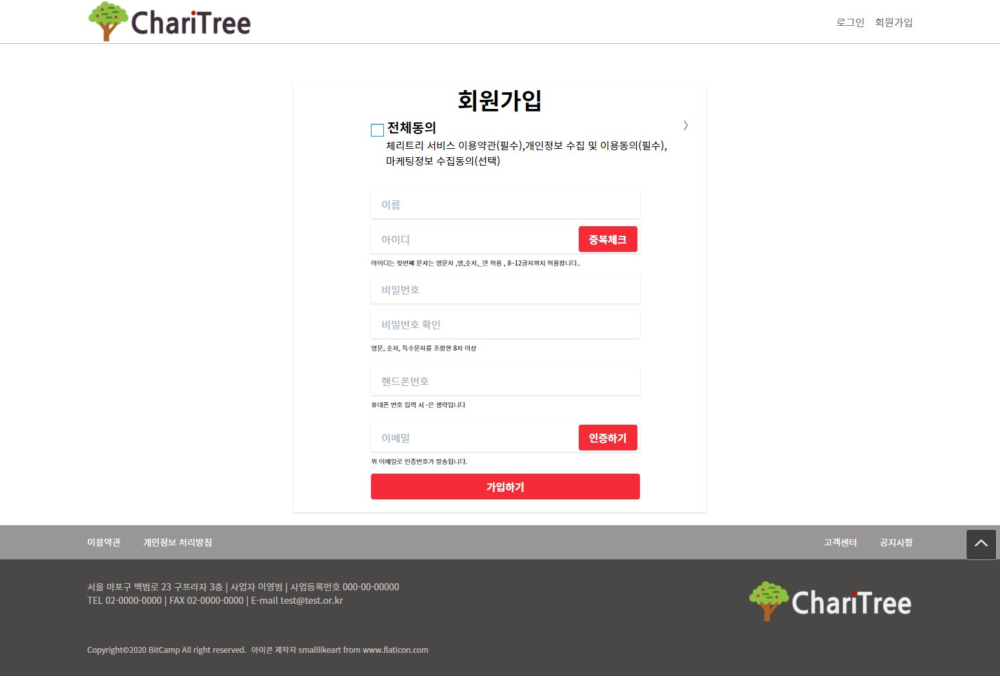 ChariTree
로그인 회원가입
회원가입
전체동의
체리트리 서비스 이용약관(필수),개인정보 수집 및 이용동의(필수),
마케팅정보 수집동의(선택)
이름
아이디 중복체크
아이디는 첫번째 문자는 영문자 ,영,숫자,_만 허용 , 8~12글자까지 허용합니다..
비밀번호
비밀번호 확인
영문, 숫자, 특수문자를 조합한 8자 이상
핸드폰번호
휴대폰 번호 입력 시 -은 생략입니다
이메일 인증하기
위 이메일로 인증번호가 발송됩니다.
가입하기
이용약관 개인정보 처리방침 고객센터 공지사항
서울 마포구 백범로 23 구프라자 3층 | 사업자 이영범 | 사업등록번호 000-00-00000
TEL 02-0000-0000 | FAX 02-0000-0000 | E-mail test@test.or.kr
ChariTree
Copyright©2020 BitCamp All right reserved. 아이콘 제작자 smalllikeart from www.flaticon.com